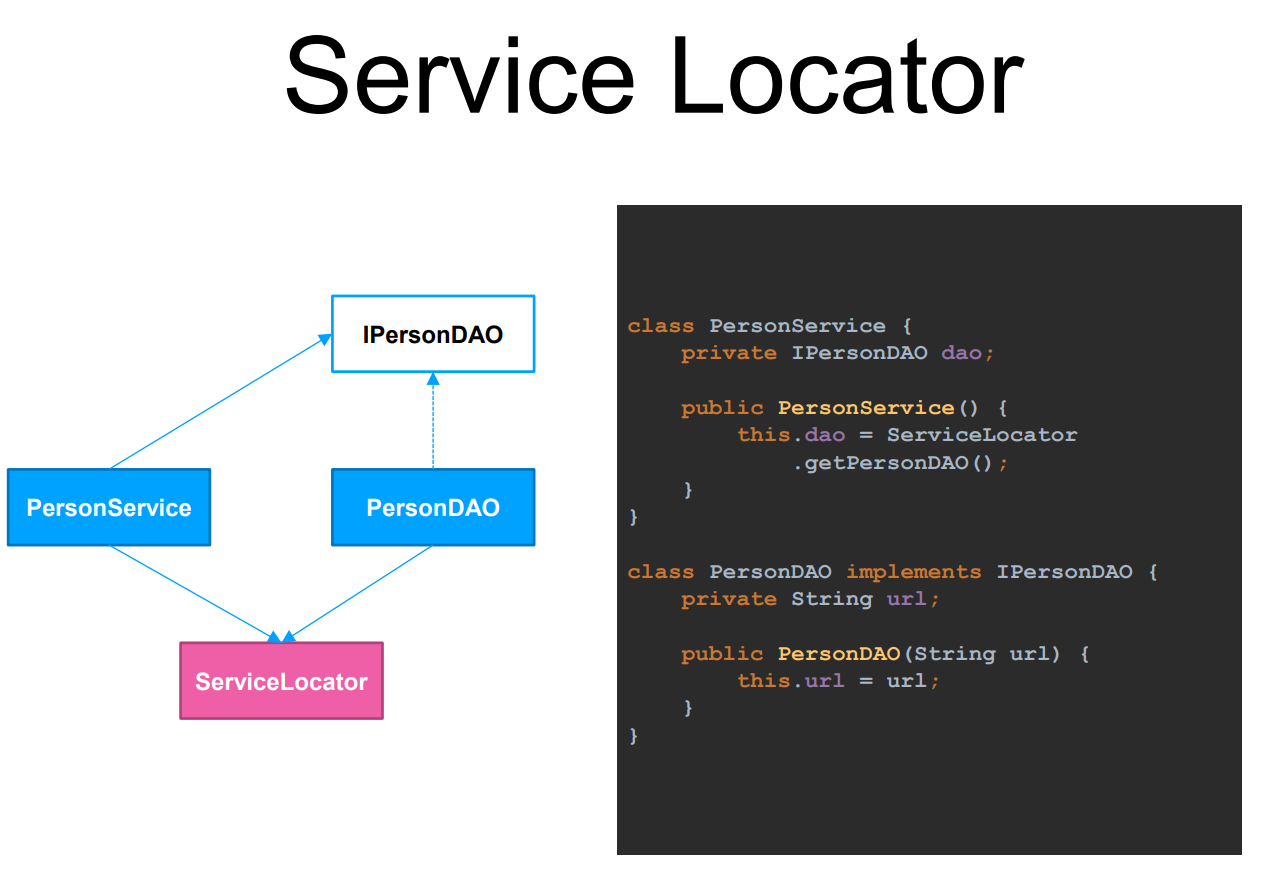 Service Locator
IPersonDAO
PersonService
PersonDAO
ServiceLocator
class PersonService {
    private IPersonDAO dao;

    public PersonService() {
        this.dao = ServiceLocator
            .getPersonDAO();
    }
}

class PersonDAO implements IPersonDAO {
    private String url;

    public PersonDAO(String url) {
        this.url = url;
    }
}